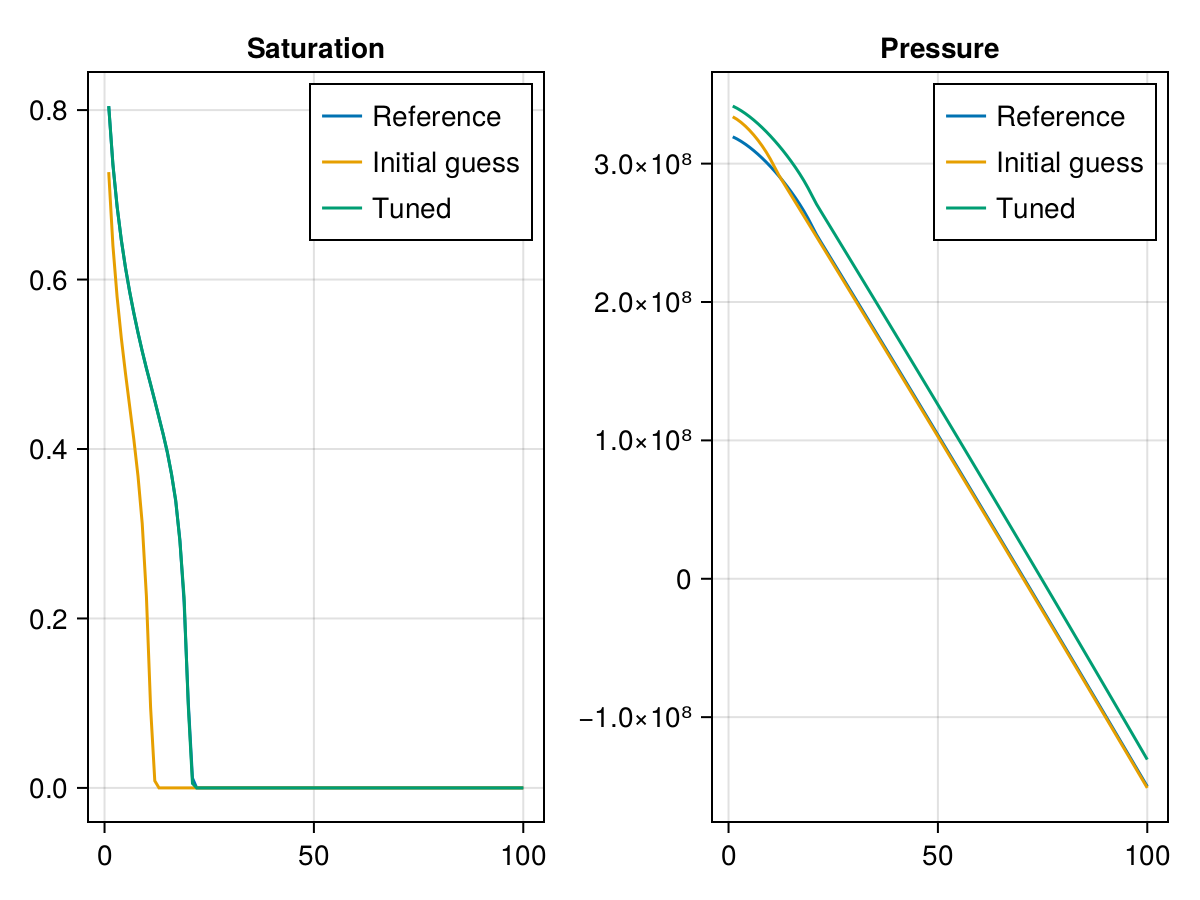 Saturation
0.8
0.6
0.4
0.2
0.0
0 50 100
Reference
Initial guess
Tuned
Pressure
3.0×10⁸
2.0×10⁸
1.0×10⁸
0
−1.0×10⁸
0 50 100
Reference
Initial guess
Tuned